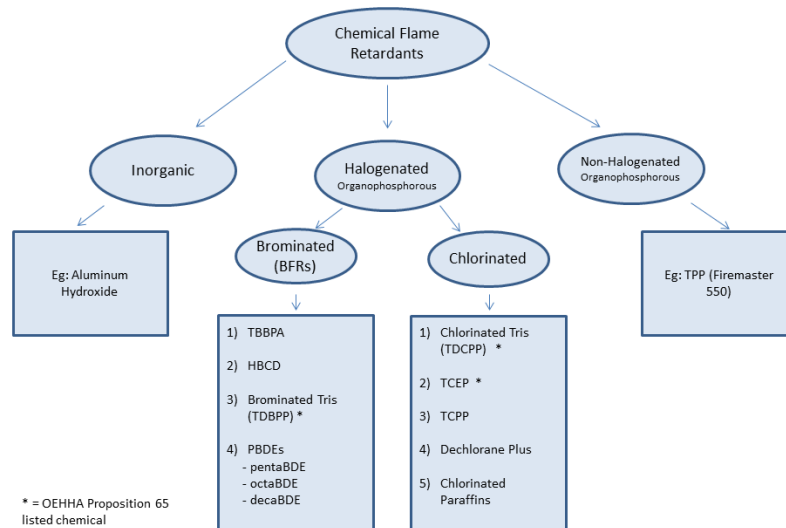 Chemical Flame
Retardants
Inorganic
Halogenated
Organophosphorous
Non-Halogenated
Organophosphorous
Eg: Aluminum
Hydroxide
Brominated
(BFRs)
Chlorinated
Eg: TPP (Firemaster
550)
1) TBBPA
2) HBCD
3) Brominated Tris
(TDBPP) *
4) PBDEs
- pentaBDE
- octaBDE
- decaBDE
1) Chlorinated Tris
(TDCPP) *
2) TCEP *
3) TCPP
4) Dechlorane Plus
5) Chlorinated
Paraffins
* = OEHHA Proposition 65
listed chemical